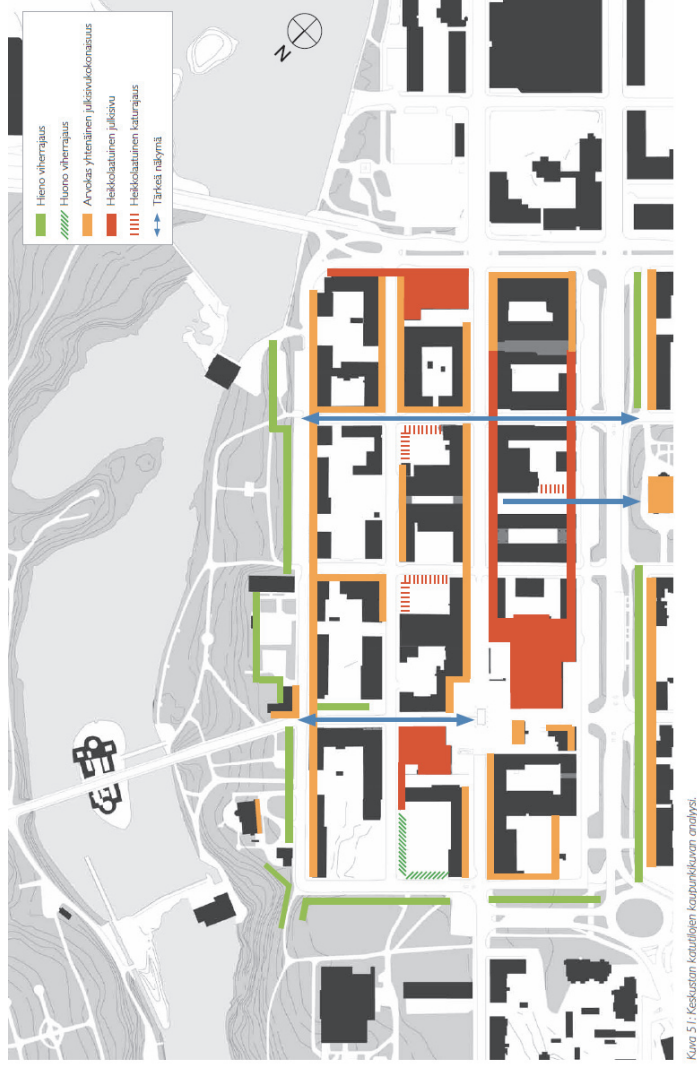 Hieno viherrajaus
Huono viherrajaus
Arvokas yhtenäinen julkisivukokonaisuus
Heikkolaatuinen julkisivu
Heikkolaatuinen katurajaus
Tärkeä näkymä
N
Kuva 51: Keskustan katutilojen kaupunkikuvan analyysi.